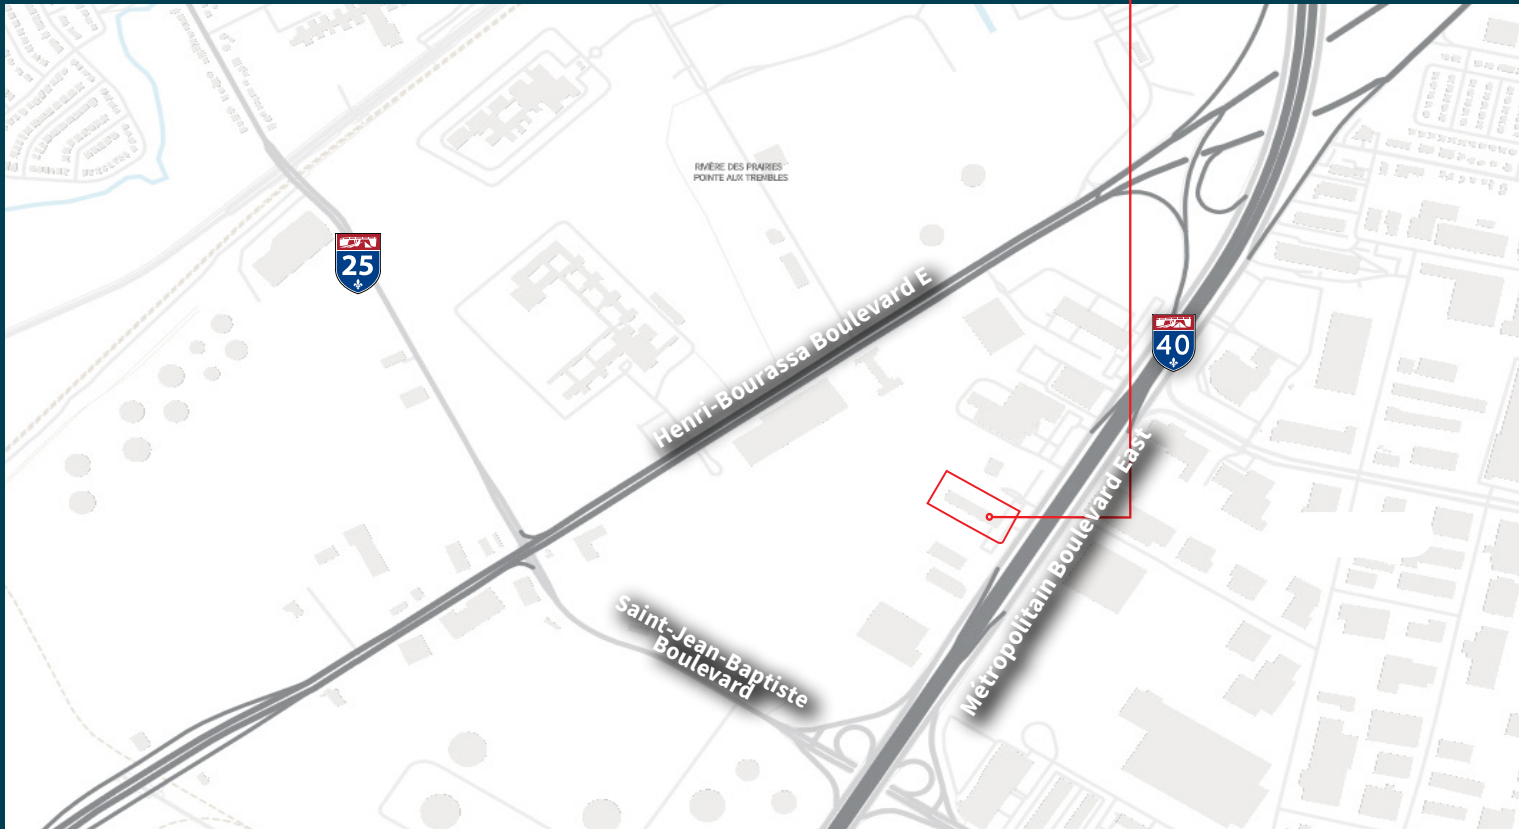 RIVIÈRE DES PRAIRIES
POINTE AUX TREMBLES
25
Henri-Bourassa Boulevard E
40
Métropolitain Boulevard East
Saint-Jean-Baptiste
Boulevard